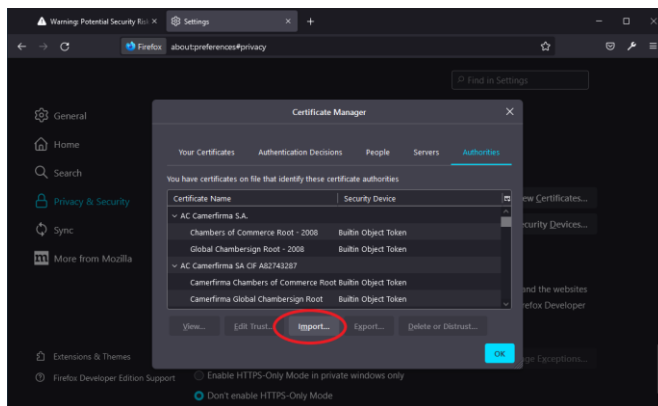 Warning: Potential Security Risk
Settings
Firefox about:preferences#privacy
Find in Settings
General
Home
Search
Privacy & Security
Sync
More from Mozilla
Extensions & Themes
Firefox Developer Edition Support
Certificate Manager
Your Certificates Authentication Decisions People Servers Authorities
You have certificates on file that identify these certificate authorities
Certificate Name Security Device
AC Camerfirma S.A.
Chambers of Commerce Root - 2008 Builtin Object Token
Global Chambersign Root - 2008 Builtin Object Token
AC Camerfirma SA CIF A82743287
Camerfirma Chambers of Commerce Root Builtin Object Token
Camerfirma Global Chambersign Root Builtin Object Token
View... Edit Trust... Import... Export... Delete or Distrust...
OK
ew Certificates...
ecurity Devices...
and the websites
refox Developer
ge Exceptions...
Enable HTTPS-Only Mode in private windows only
Don't enable HTTPS-Only Mode